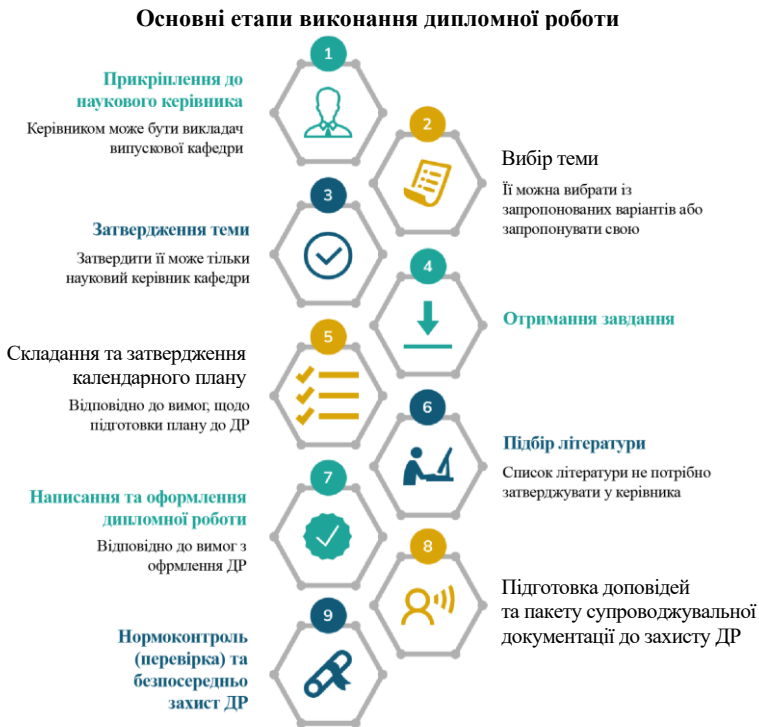 Основні етапи виконання дипломної роботи
1
Прикріплення до
наукового керівника
Керівником може бути викладач
випускової кафедри
2
Вибір теми
Її можна вибрати із
запропонованих варіантів або
запропонувати свою
3
Затвердження теми
Затвердити її може тільки
науковий керівник кафедри
4
Отримання завдання
5
Складання та затвердження
календарного плану
Відповідно до вимог, щодо
підготовки плану до ДР
6
Підбір літератури
Список літератури не потрібно
затверджувати у керівника
7
Написання та оформлення
дипломної роботи
Відповідно до вимог з
офрмлення ДР
8
Підготовка доповідей
та пакету супроводжувальної
документації до захисту ДР
9
Нормоконтроль
(перевірка) та
безпосередньо
захист ДР